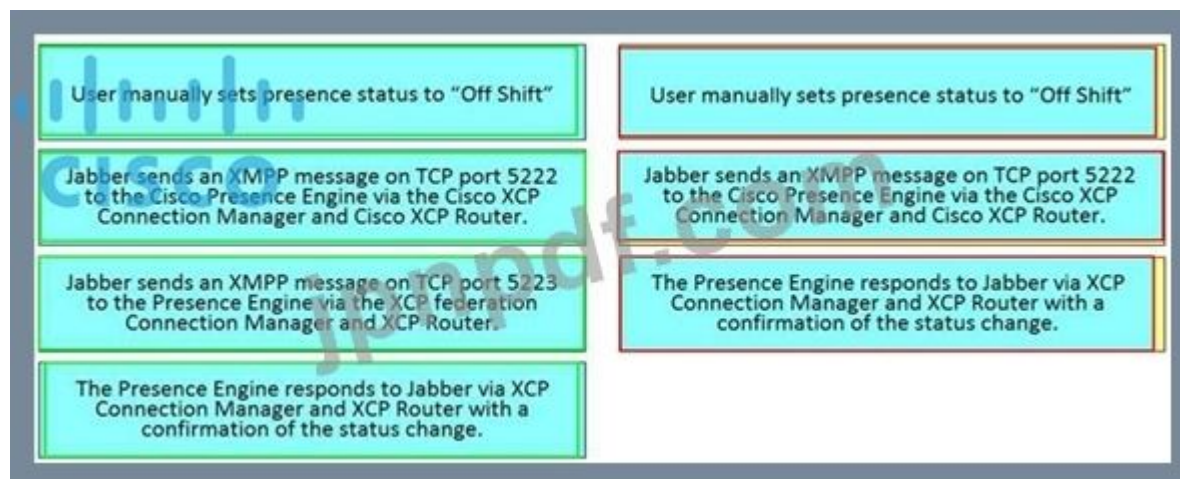 User manually sets presence status to “Off Shift”
Jabber sends an XMPP message on TCP port 5222
to the Cisco Presence Engine via the Cisco XCP
Connection Manager and Cisco XCP Router.
Jabber sends an XMPP message on TCP port 5223
to the Presence Engine via the XCP federation
Connection Manager and XCP Router.
The Presence Engine responds to Jabber via XCP
Connection Manager and XCP Router with a
confirmation of the status change.
User manually sets presence status to “Off Shift”
Jabber sends an XMPP message on TCP port 5222
to the Cisco Presence Engine via the Cisco XCP
Connection Manager and Cisco XCP Router.
The Presence Engine responds to Jabber via XCP
Connection Manager and XCP Router with a
confirmation of the status change.
CISCO
jpnpdf.com